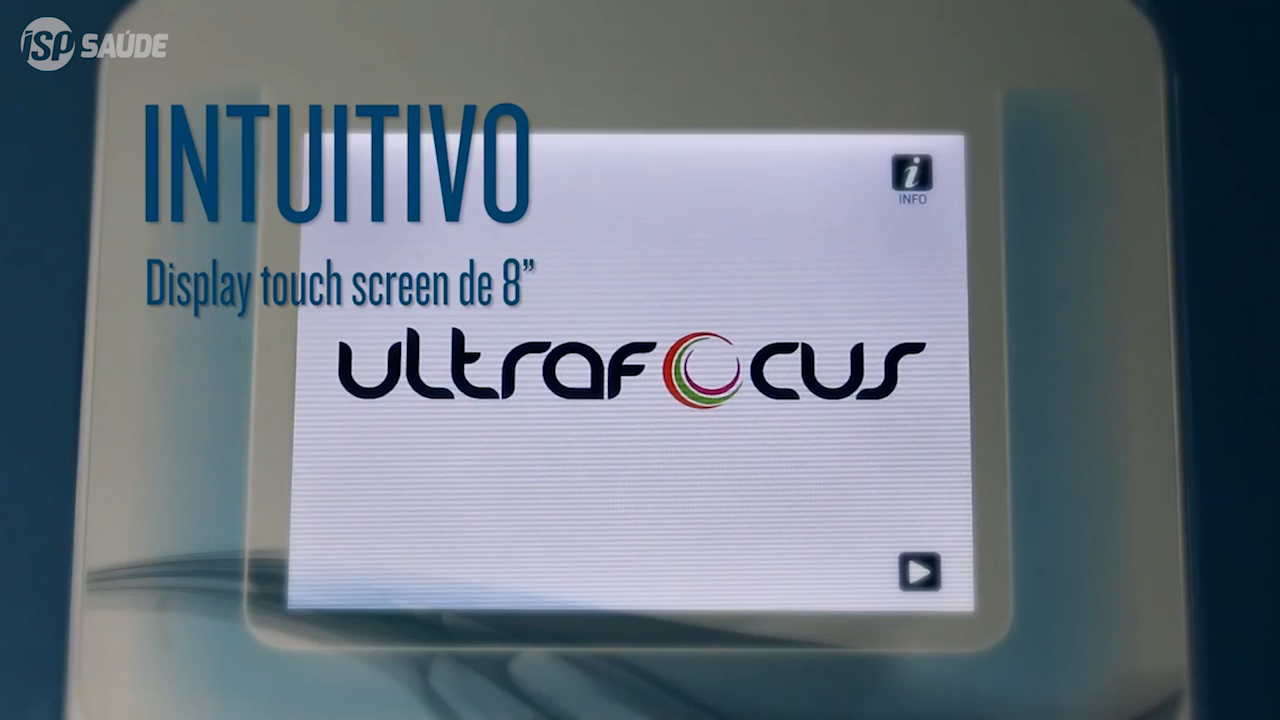 iSP SAÚDE
INTUITIVO
Display touch screen de 8”
INFO
ultrafocus